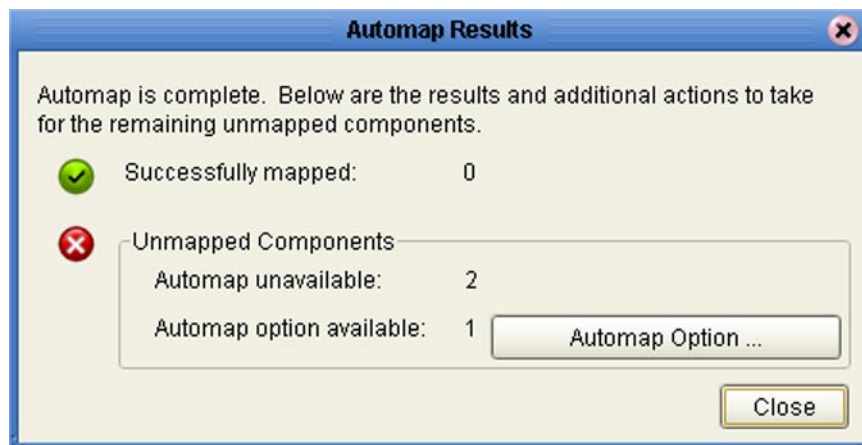 Automap Results
Automap is complete. Below are the results and additional actions to take
for the remaining unmapped components.
Successfully mapped: 0
Unmapped Components
Automap unavailable: 2
Automap option available: 1 Automap Option ...
Close